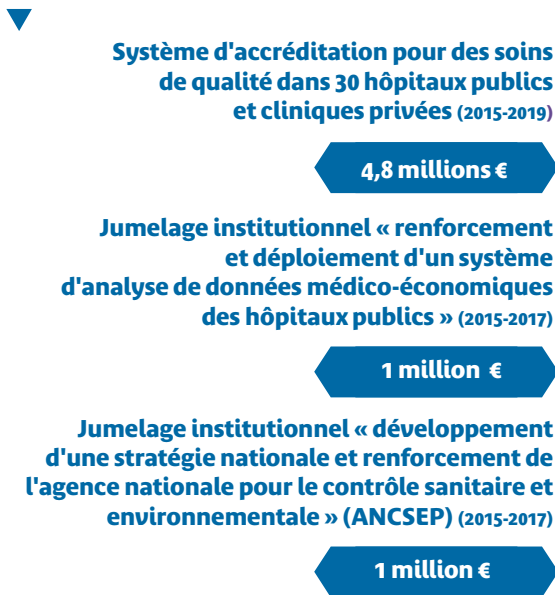 Système d'accréditation pour des soins
de qualité dans 30 hôpitaux publics
et cliniques privées (2015-2019)
4,8 millions €
Jumelage institutionnel « renforcement
et déploiement d'un système
d'analyse de données médico-économiques
des hôpitaux publics » (2015-2017)
1 million €
Jumelage institutionnel « développement
d'une stratégie nationale et renforcement de
l'agence nationale pour le contrôle sanitaire et
environnementale » (ANCSEP) (2015-2017)
1 million €